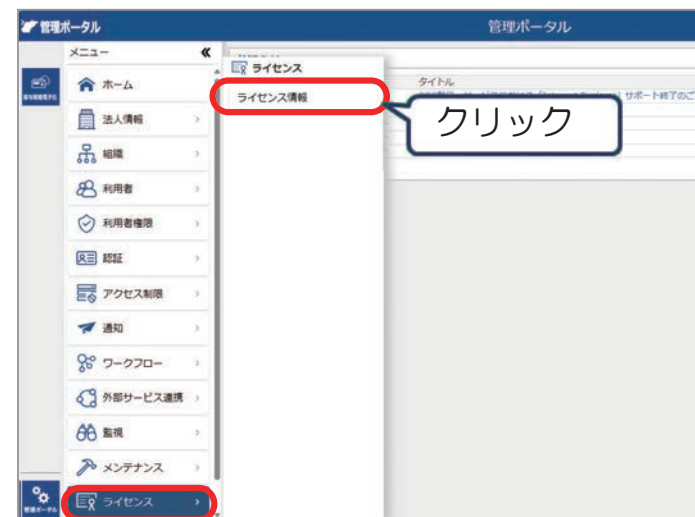 管理ポータル
管理ポータル
メニュー
ホーム
法人情報
組織
利用者
利用者権限
認証
アクセス制限
通知
ワークフロー
外部サービス連携
監視
メンテナンス
ライセンス
管理ポータル
ライセンス
ライセンス情報
タイトル
サポート終了のご
クリック